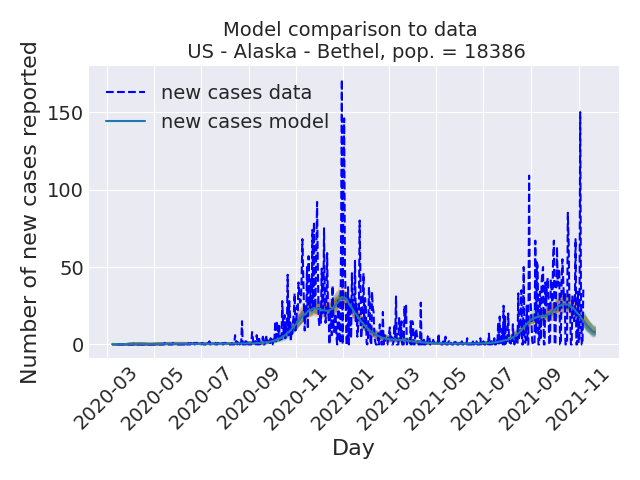 Model comparison to data
US - Alaska - Bethel, pop. = 18386
Number of new cases reported
150
100
50
0
new cases data
new cases model
2020-03
2020-05
2020-07
2020-09
2020-11
2021-01
2021-03
2021-05
2021-07
2021-09
2021-11
Day